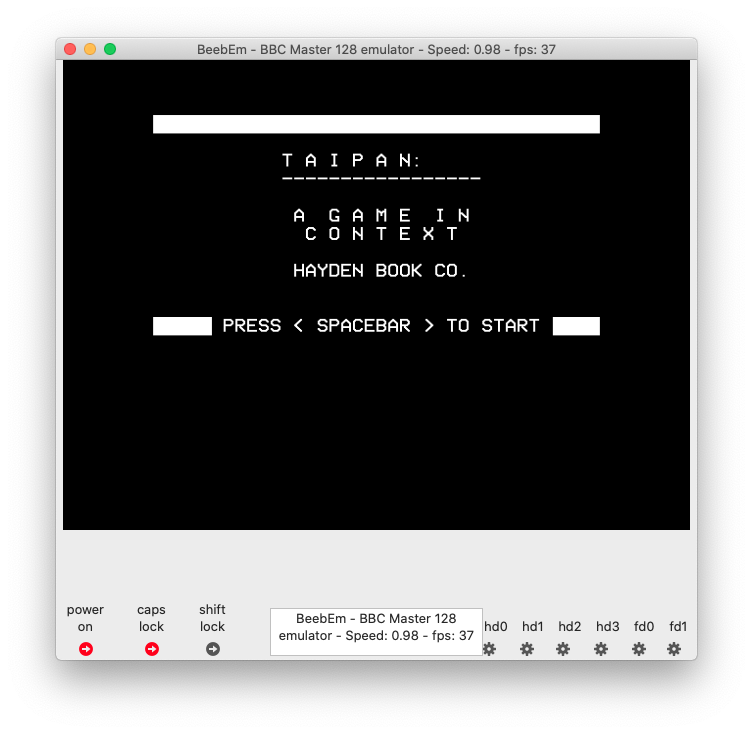 BeebEm - BBC Master 128 emulator - Speed: 0.98 - fps: 37
T A I P A N:
-----------------
A G A M E I N
C O N T E X T
HAYDEN BOOK CO.
PRESS < SPACEBAR > TO START
power on
caps lock
shift lock
BeebEm - BBC Master 128
emulator - Speed: 0.98 - fps: 37
hd0 hd1 hd2 hd3 fd0 fd1